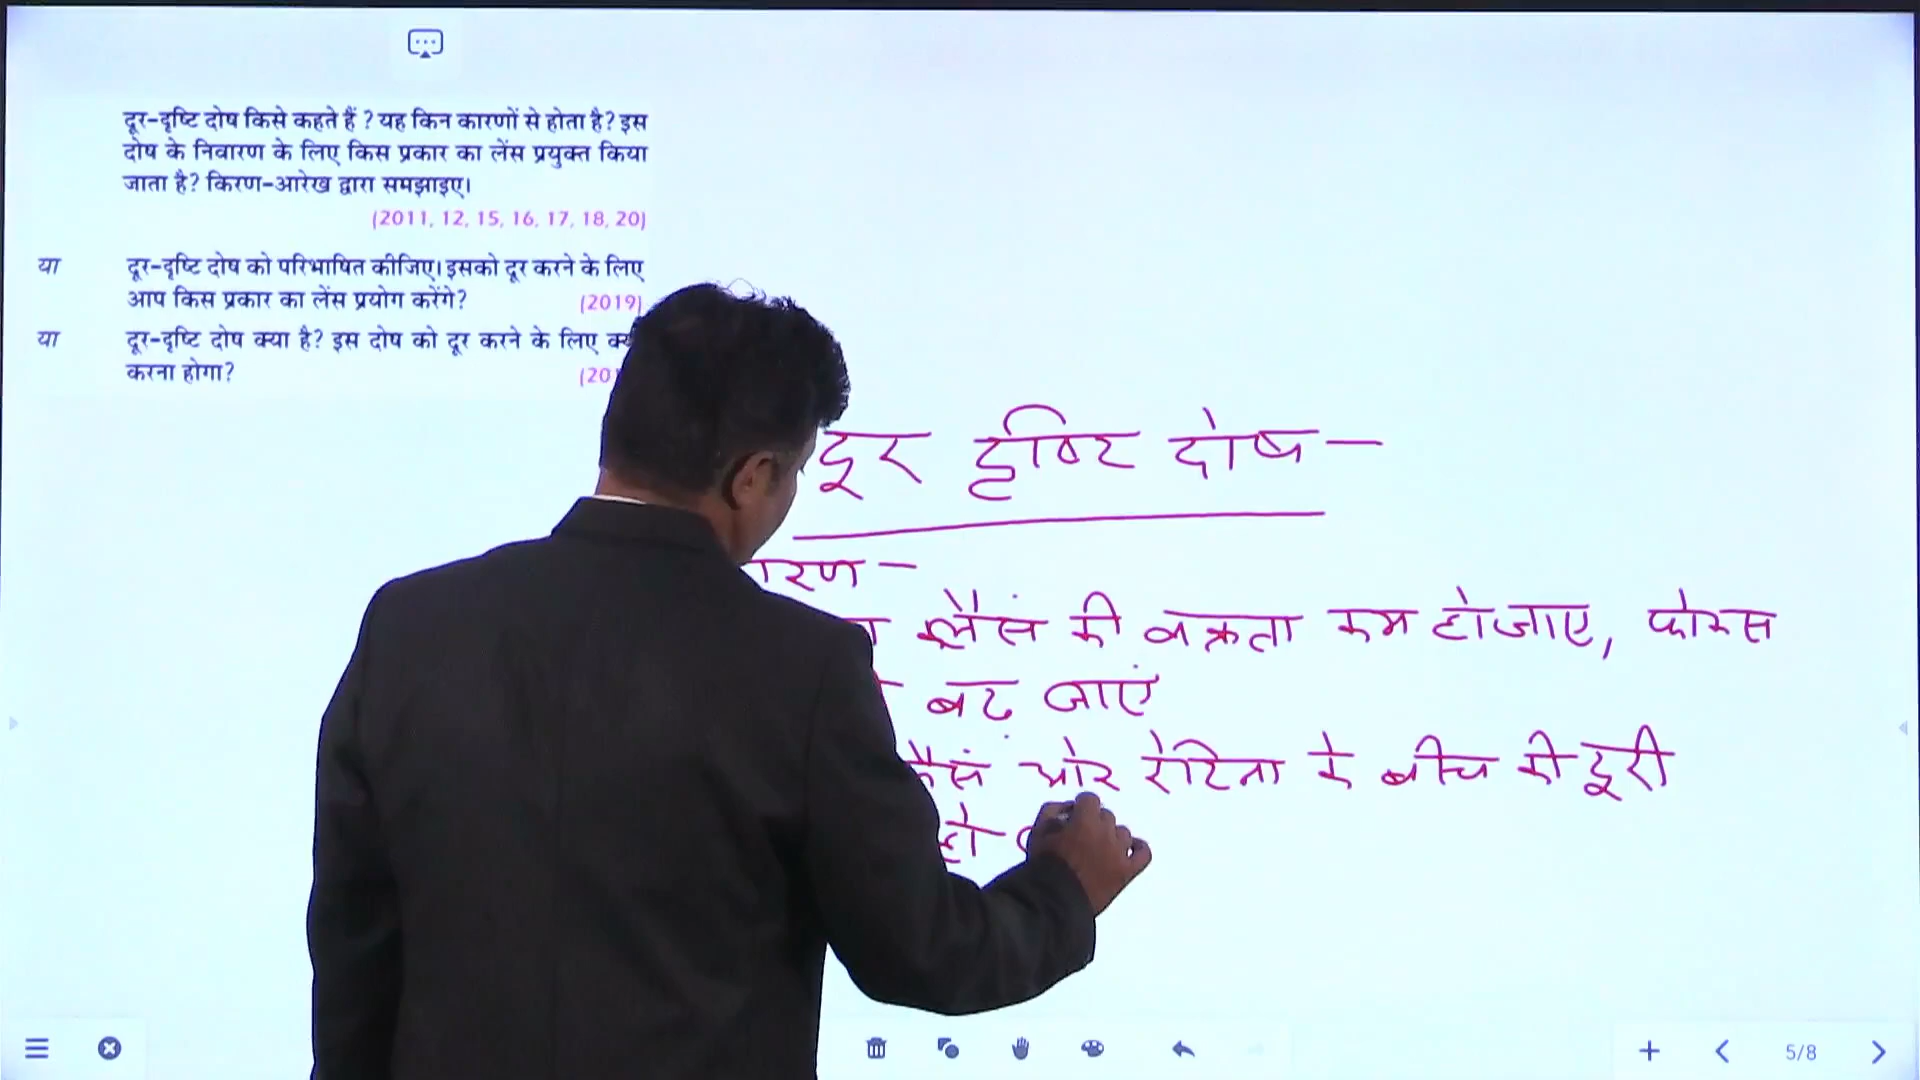 दूर-दृष्टि दोष किसे कहते हैं ? यह किन कारणों से होता है? इस
दोष के निवारण के लिए किस प्रकार का लेंस प्रयुक्त किया
जाता है? किरण-आरेख द्वारा समझाइए।
(2011, 12, 15, 16, 17, 18, 20)
या दूर-दृष्टि दोष को परिभाषित कीजिए। इसको दूर करने के लिए
आप किस प्रकार का लेंस प्रयोग करेंगे? (2019)
या दूर-दृष्टि दोष क्या है? इस दोष को दूर करने के लिए
करना होगा?
दूर दृष्टि दोष –
रण –
लैंस की वक्रता कम होजाए, फोकस
बढ जाएं
और रेटिना के बीच की दूरी
हो
5/8